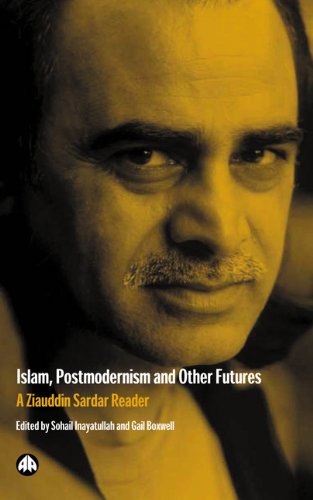 Islam, Postmodernism and Other Futures
A Ziauddin Sardar Reader
Edited by Sohail Inayatullah and Gail Boxwell